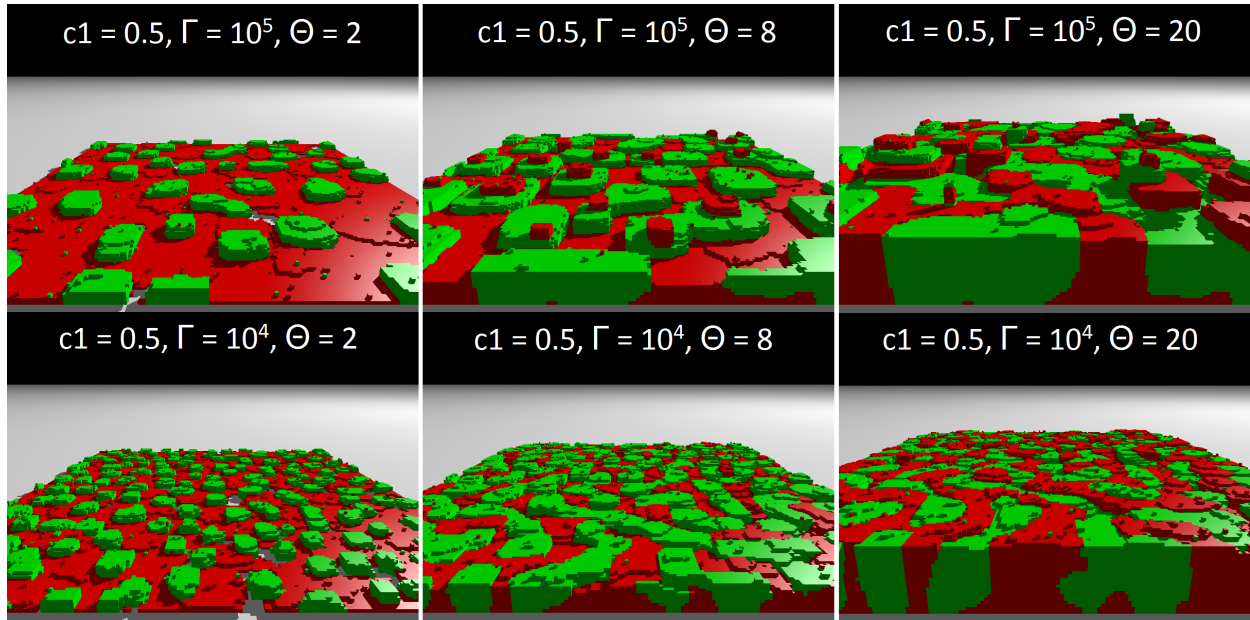 c1 = 0.5, Γ = 10⁵, Θ = 2
c1 = 0.5, Γ = 10⁵, Θ = 8
c1 = 0.5, Γ = 10⁵, Θ = 20
c1 = 0.5, Γ = 10⁴, Θ = 2
c1 = 0.5, Γ = 10⁴, Θ = 8
c1 = 0.5, Γ = 10⁴, Θ = 20